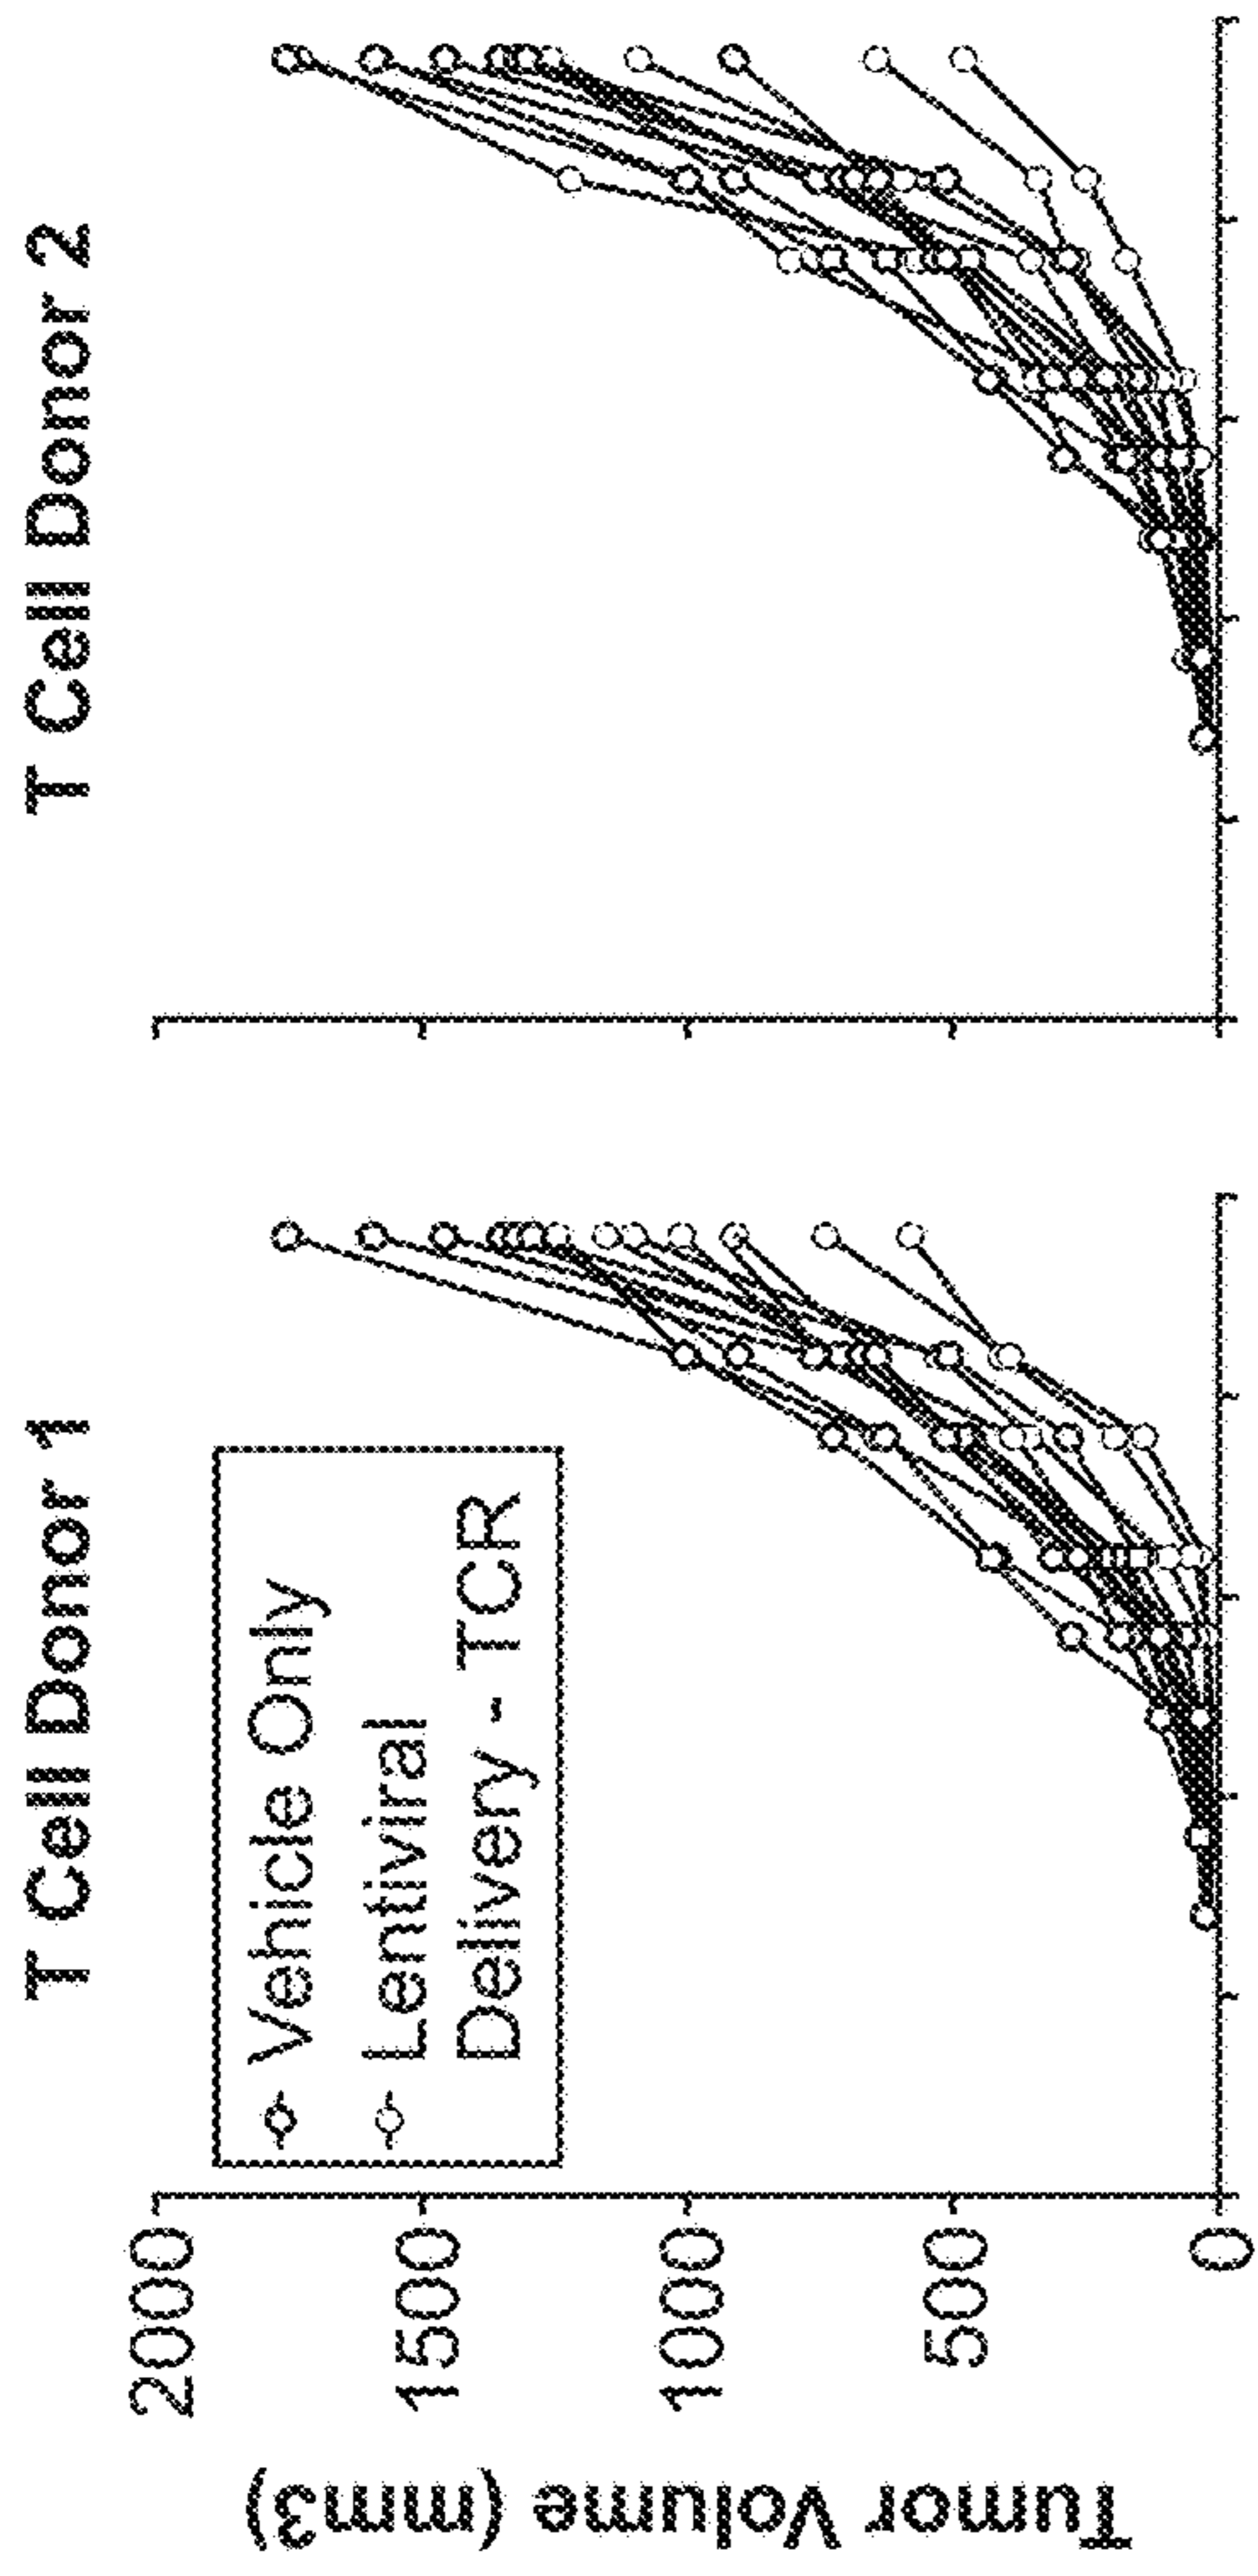 T Cell Donor 1
T Cell Donor 2
Vehicle Only
Lentiviral
Delivery - TCR
Tumor Volume (mm3)
2000
1500
1000
500
0